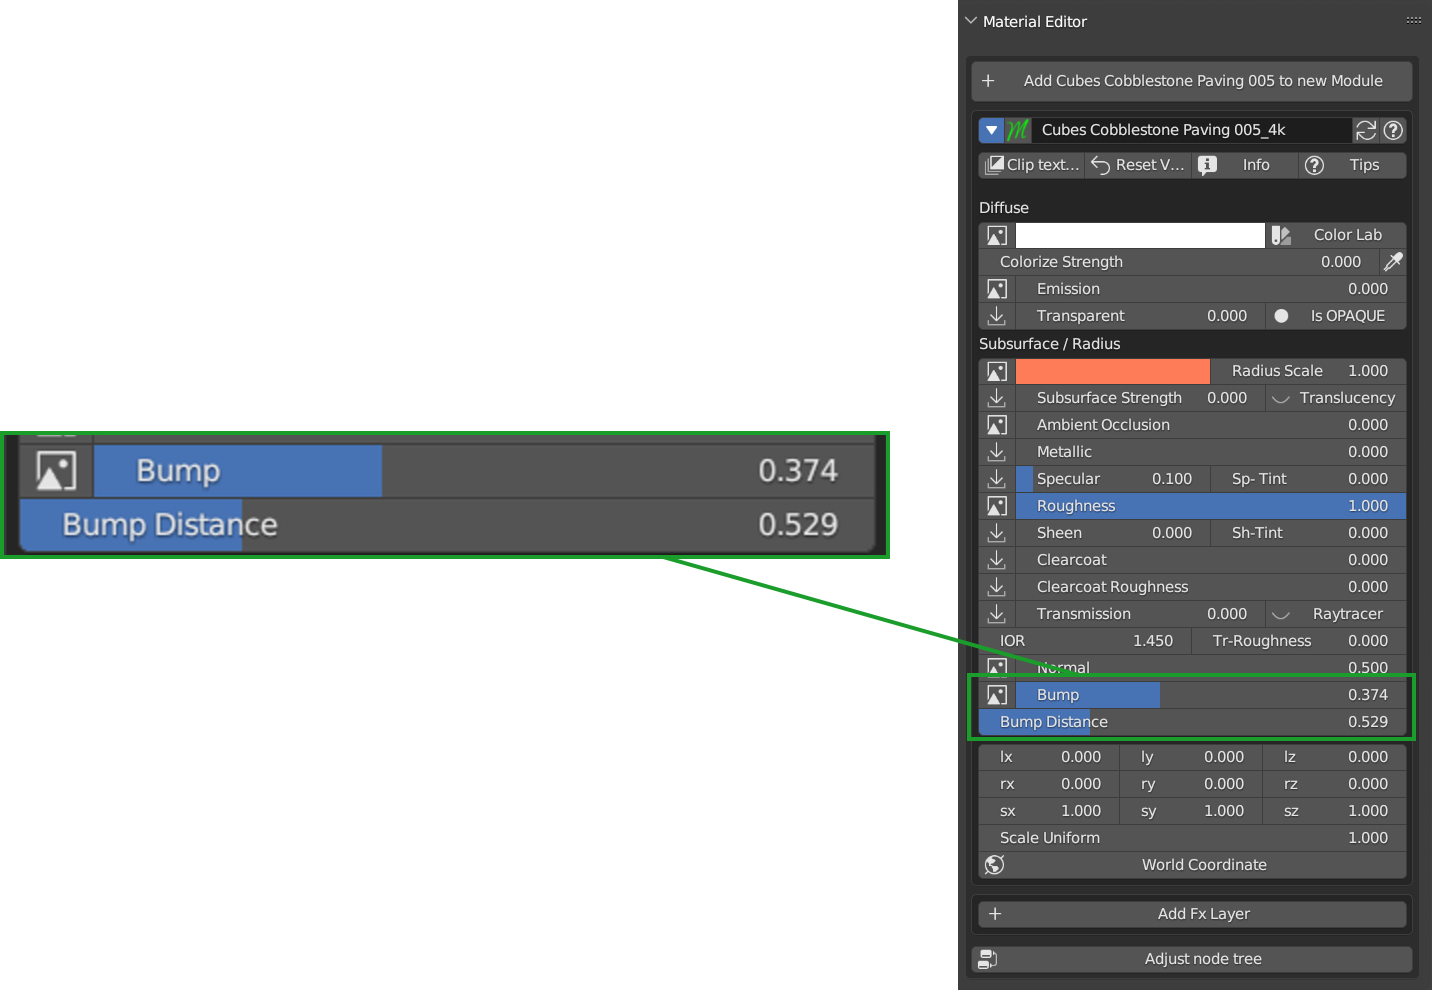 Material Editor
Add Cubes Cobblestone Paving 005 to new Module
Cubes Cobblestone Paving 005_4k
Clip text... Reset V... Info Tips
Diffuse
Color Lab
Colorize Strength 0.000
Emission 0.000
Transparent 0.000 Is OPAQUE
Subsurface / Radius
Radius Scale 1.000
Subsurface Strength 0.000 Translucency
Ambient Occlusion 0.000
Metallic 0.000
Specular 0.100 Sp- Tint 0.000
Roughness 1.000
Sheen 0.000 Sh-Tint 0.000
Clearcoat 0.000
Clearcoat Roughness 0.000
Transmission 0.000 Raytracer
IOR 1.450 Tr-Roughness 0.000
Normal 0.500
Bump 0.374
Bump Distance 0.529
lx 0.000 ly 0.000 lz 0.000
rx 0.000 ry 0.000 rz 0.000
sx 1.000 sy 1.000 sz 1.000
Scale Uniform 1.000
World Coordinate
Add Fx Layer
Adjust node tree
Bump 0.374
Bump Distance 0.529